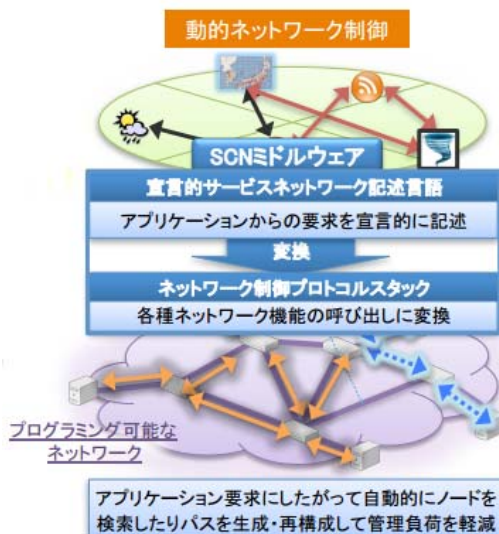 動的ネットワーク制御
SCNミドルウェア
宣言的サービスネットワーク記述言語
アプリケーションからの要求を宣言的に記述
変換
ネットワーク制御プロトコルスタック
各種ネットワーク機能の呼び出しに変換
プログラミング可能な
ネットワーク
アプリケーション要求にしたがって自動的にノードを
検索したりパスを生成・再構成して管理負荷を軽減